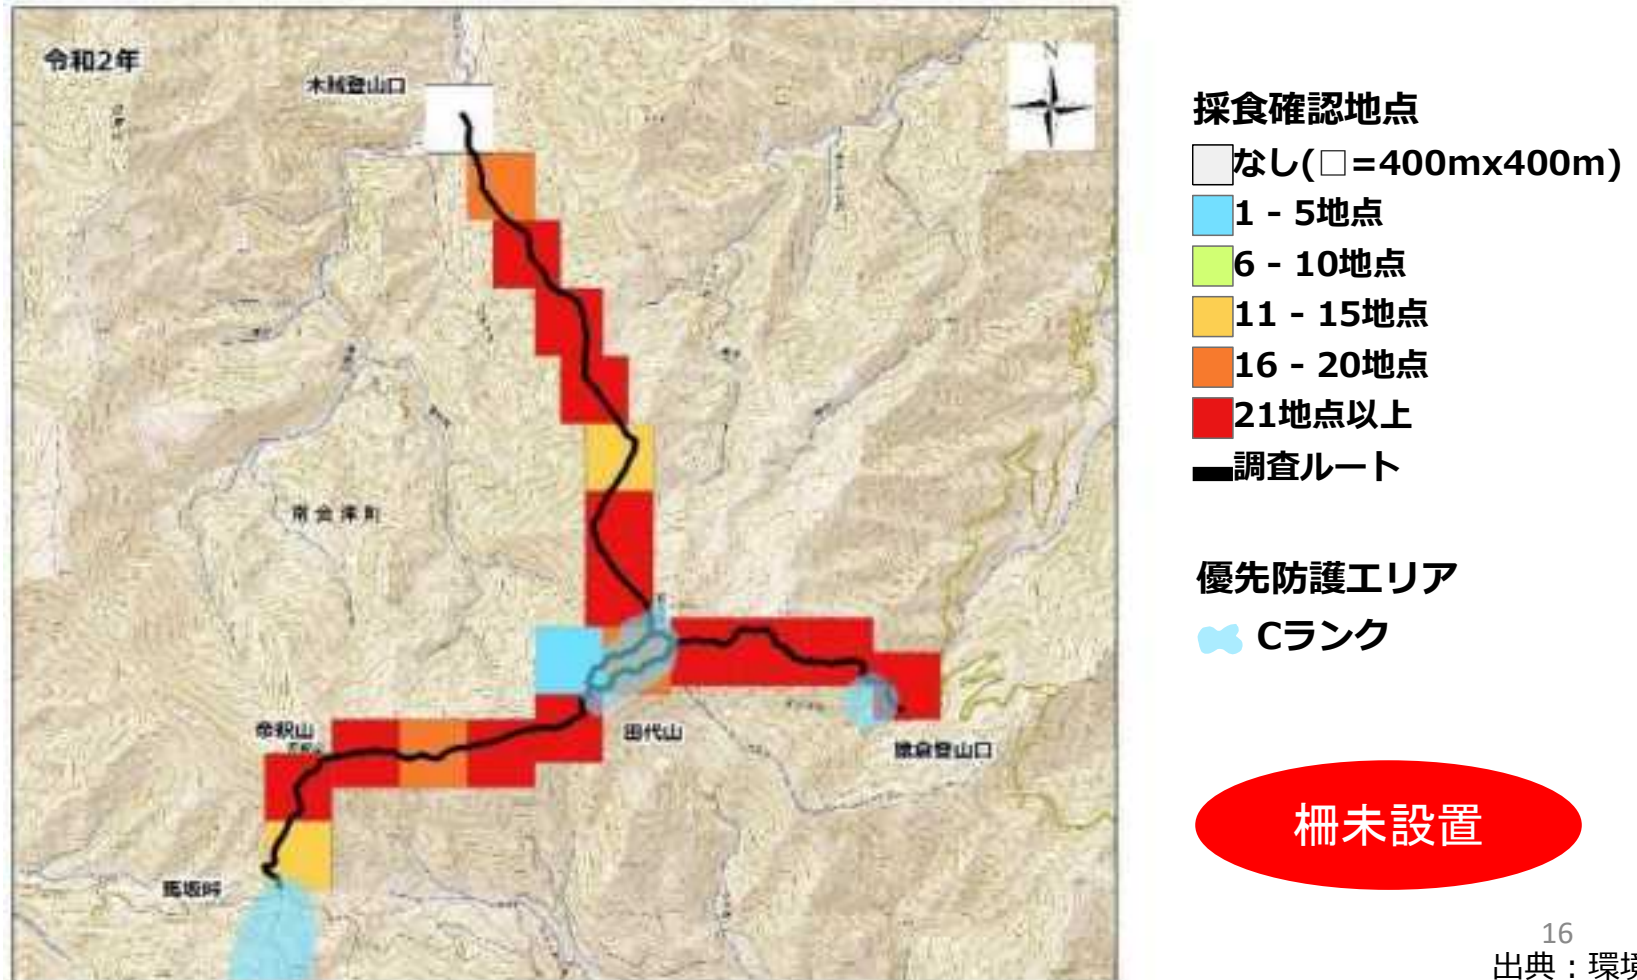 令和2年
木賊登山口
N
南会津町
帝釈山
田代山
猿倉登山口
馬坂峠
採食確認地点
なし(□=400mx400m)
1 - 5地点
6 - 10地点
11 - 15地点
16 - 20地点
21地点以上
調査ルート
優先防護エリア
Cランク
柵未設置
16
出典：環境